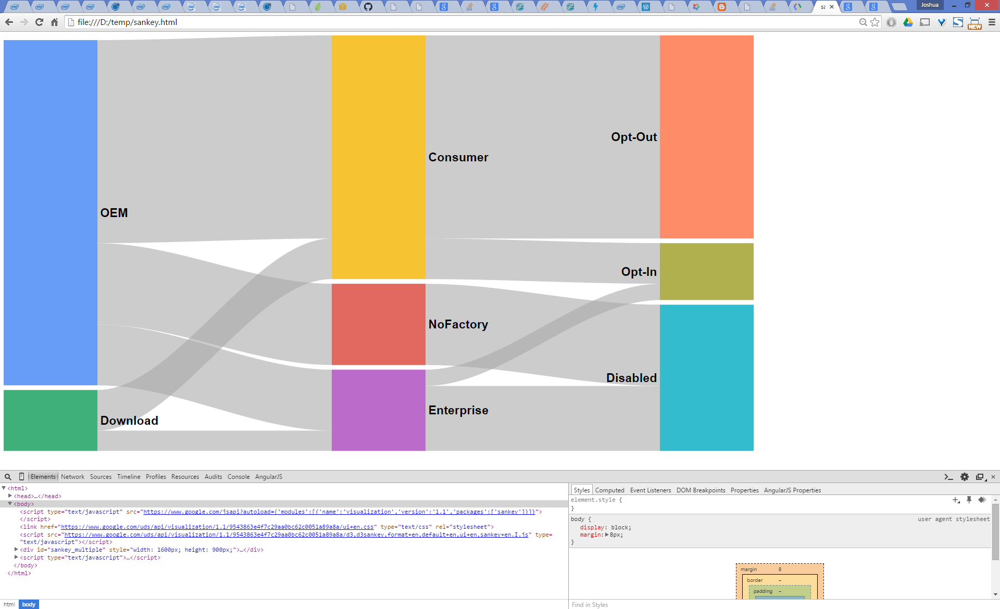 Joshua
sa
file:///D:/temp/sankey.html
NEW
Opt-Out
Consumer
OEM
Opt-In
NoFactory
Disabled
Enterprise
Download
Elements Network Sources Timeline Profiles Resources Audits Console AngularJS
<html>
<head>…</head>
<body>
<script type="text/javascript" src="https://www.google.com/jsapi?autoload={'modules':[{'name':'visualization','version':'1.1','packages':['sankey']}]}">
</script>
<link href="https://www.google.com/uds/api/visualization/1.1/9543863e4f7c29aa0bc62c0051a89a8a/ui+en.css" type="text/css" rel="stylesheet">
<script src="https://www.google.com/uds/api/visualization/1.1/9543863e4f7c29aa0bc62c0051a89a8a/d3,d3sankey,format+en,default+en,ui+en,sankey+en.I.js" type=
"text/javascript"></script>
<div id="sankey_multiple" style="width: 1600px; height: 900px;">…</div>
<script type="text/javascript">…</script>
</body>
</html>
html body
Styles Computed Event Listeners DOM Breakpoints Properties AngularJS Properties
element.style {
}
body { user agent stylesheet
display: block;
margin: 8px;
}
margin 8
border –
padding –
Find in Styles